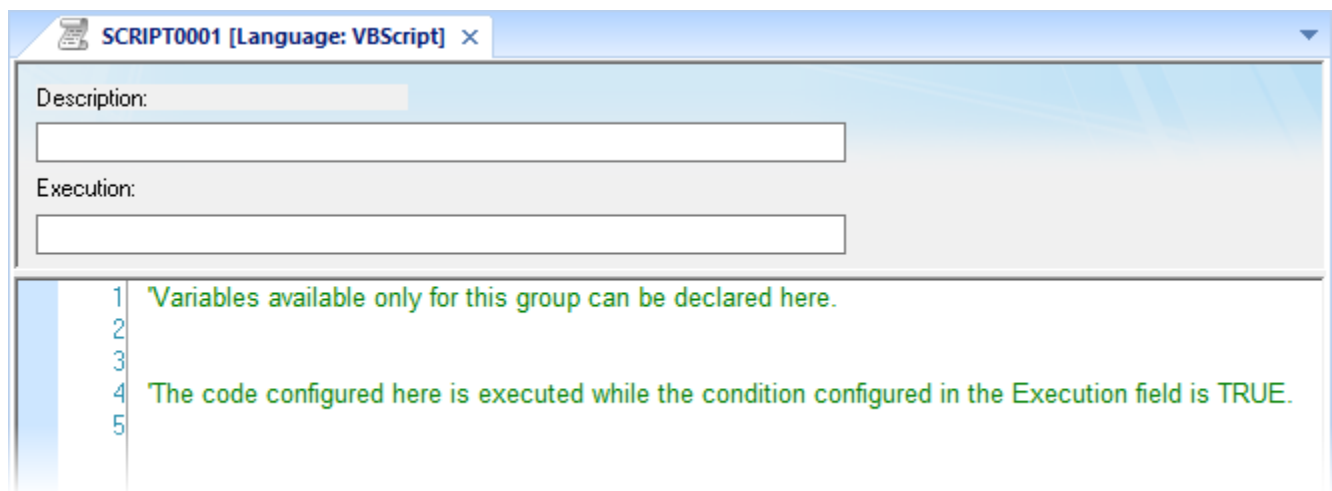 SCRIPT0001 [Language: VBScript] ×
Description:
Execution:
1 'Variables available only for this group can be declared here.
2
3
4 'The code configured here is executed while the condition configured in the Execution field is TRUE.
5